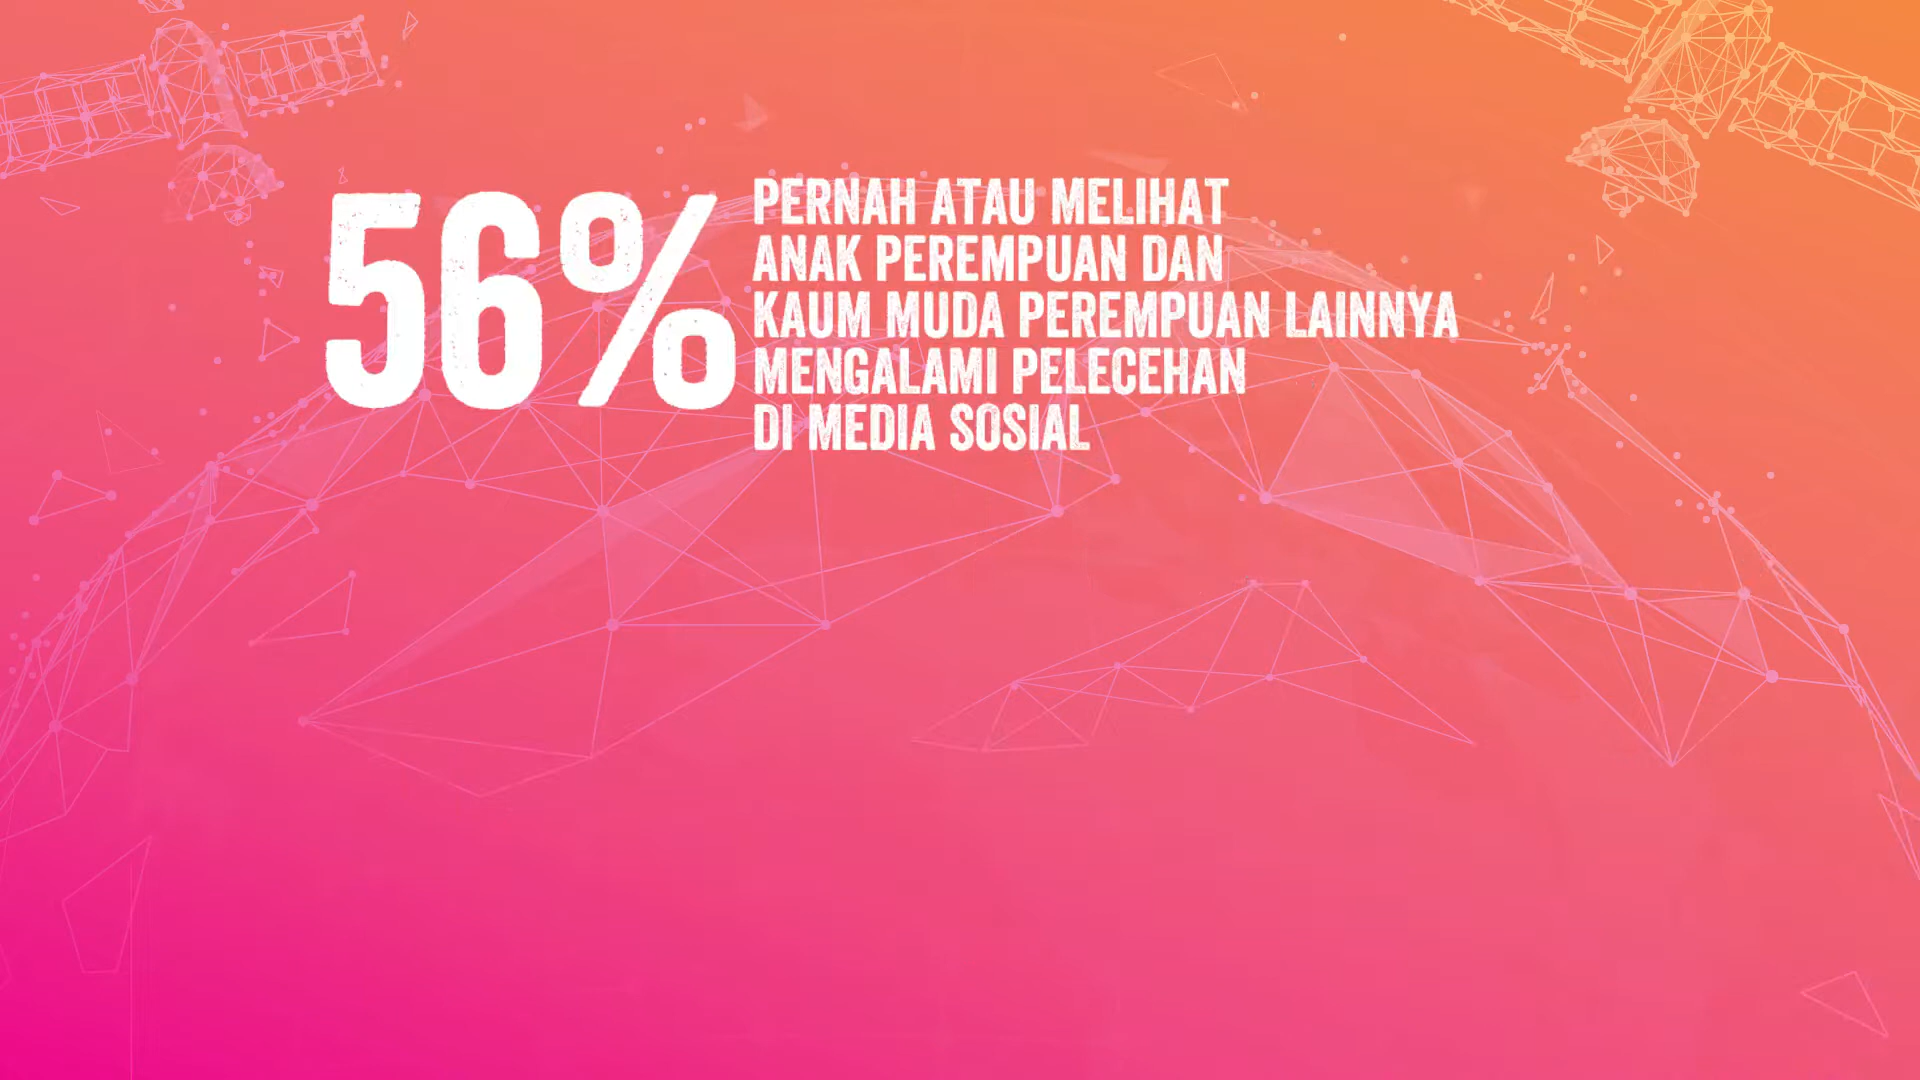 56%
PERNAH ATAU MELIHAT
ANAK PEREMPUAN DAN
KAUM MUDA PEREMPUAN LAINNYA
MENGALAMI PELECEHAN
DI MEDIA SOSIAL